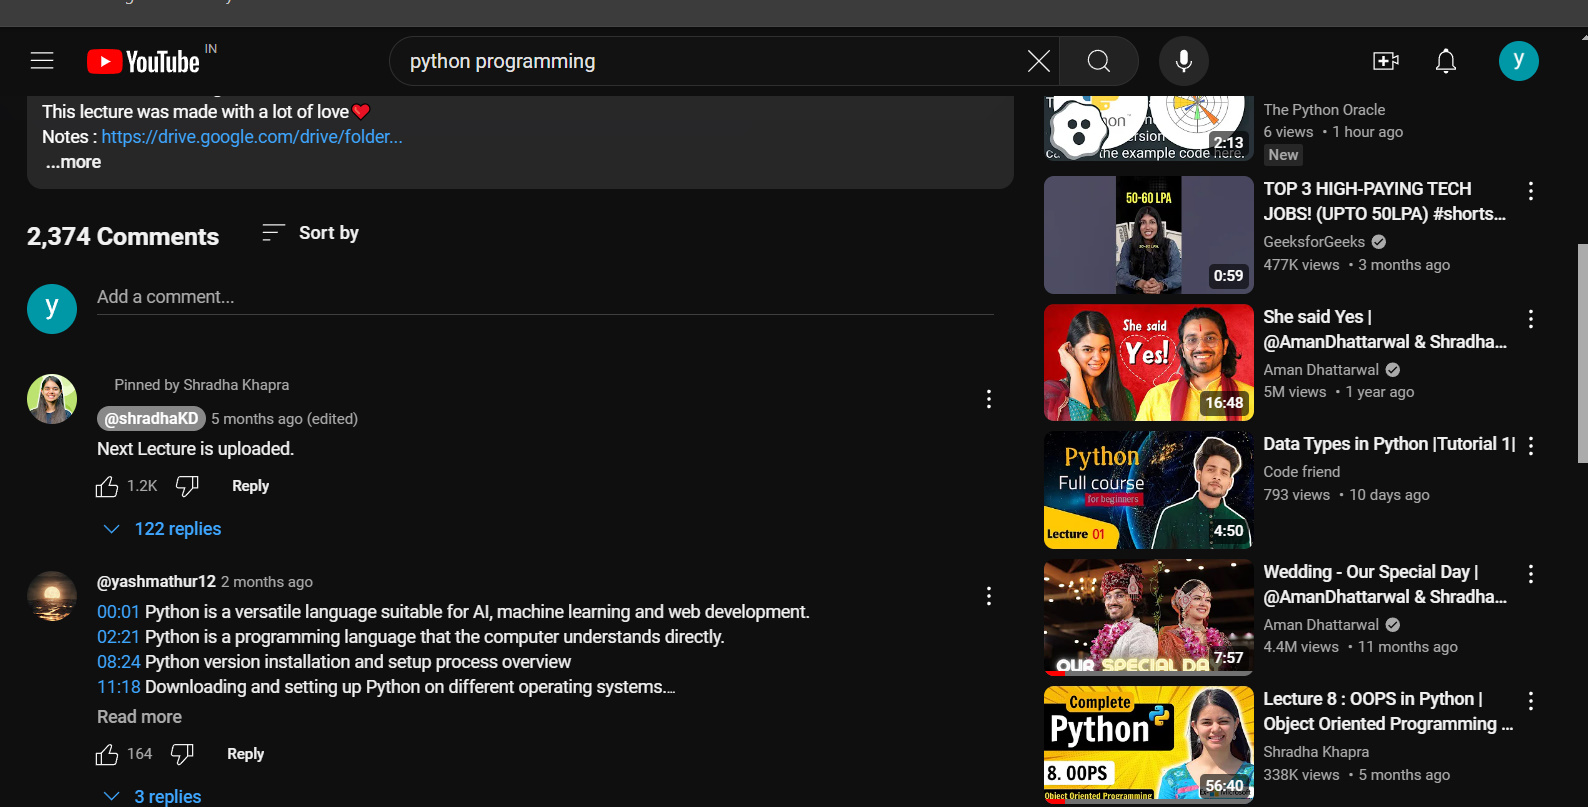 YouTube IN
python programming
y
This lecture was made with a lot of love
Notes : https://drive.google.com/drive/folder...
...more
2,374 Comments
Sort by
y
Add a comment...
Pinned by Shradha Khapra
@shradhaKD 5 months ago (edited)
Next Lecture is uploaded.
1.2K Reply
122 replies
@yashmathur12 2 months ago
00:01 Python is a versatile language suitable for AI, machine learning and web development.
02:21 Python is a programming language that the computer understands directly.
08:24 Python version installation and setup process overview
11:18 Downloading and setting up Python on different operating systems...
Read more
164 Reply
3 replies
the example code here.
2:13
The Python Oracle
6 views • 1 hour ago
New
50-60 LPA
0:59
TOP 3 HIGH-PAYING TECH
JOBS! (UPTO 50LPA) #shorts...
GeeksforGeeks
477K views • 3 months ago
She said
Yes!
16:48
She said Yes |
@AmanDhattarwal & Shradha...
Aman Dhattarwal
5M views • 1 year ago
Python
Full course
for beginners
Lecture 01
4:50
Data Types in Python |Tutorial 1|
Code friend
793 views • 10 days ago
OUR SPECIAL DA
7:57
Wedding - Our Special Day |
@AmanDhattarwal & Shradha...
Aman Dhattarwal
4.4M views • 11 months ago
Complete
Python
8. OOPS
Object Oriented Programming
56:40
Lecture 8 : OOPS in Python |
Object Oriented Programming ...
Shradha Khapra
338K views • 5 months ago